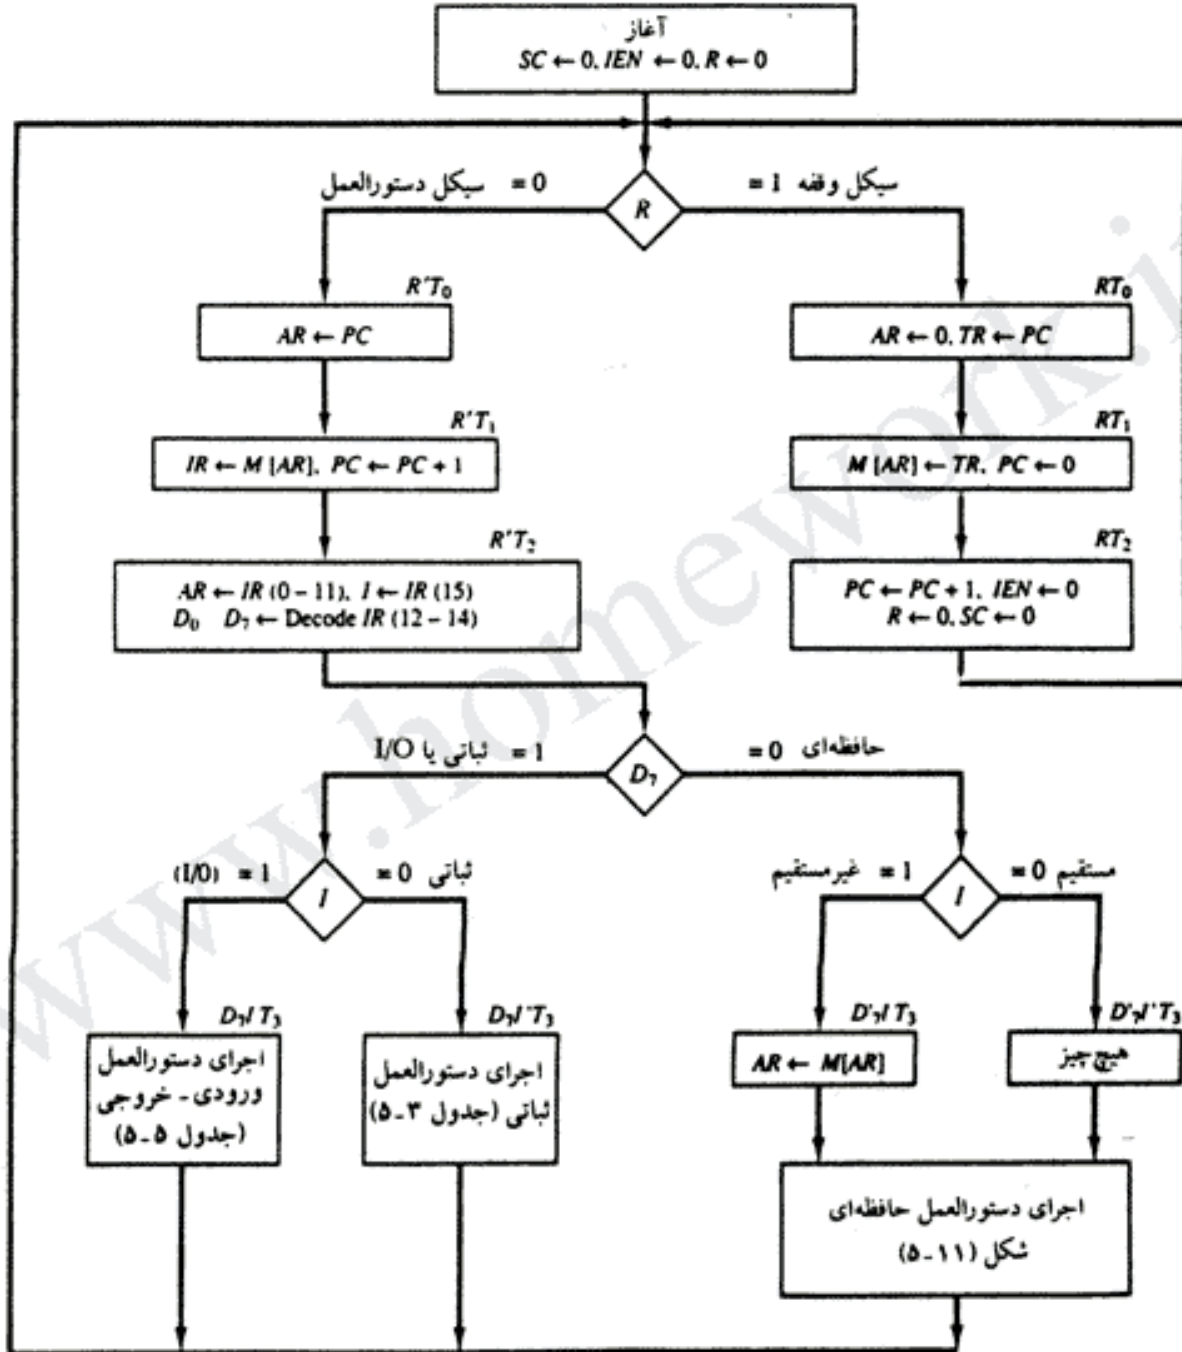 آغاز
SC ← 0, IEN ← 0, R ← 0
سیکل دستورالعمل = 0
R
سیکل وقفه = 1
R'T₀
AR ← PC
RT₀
AR ← 0, TR ← PC
R'T₁
IR ← M [AR], PC ← PC + 1
RT₁
M [AR] ← TR, PC ← 0
R'T₂
AR ← IR (0 – 11), I ← IR (15)
D₀ D₇ ← Decode IR (12 – 14)
RT₂
PC ← PC + 1, IEN ← 0
R ← 0, SC ← 0
ثباتی یا I/O = 1
D₇
حافظه‌ای = 0
(I/0) = 1
I
ثباتی = 0
غیرمستقیم = 1
I
مستقیم = 0
D₇I T₃
اجرای دستورالعمل
ورودی - خروجی
(جدول ۵-۵)
D₇I'T₃
اجرای دستورالعمل
ثباتی (جدول ۳-۵)
D'₇I T₃
AR ← M[AR]
D'₇I'T₃
هیچ چیز
اجرای دستورالعمل حافظه‌ای
شکل (۱۱-۵)